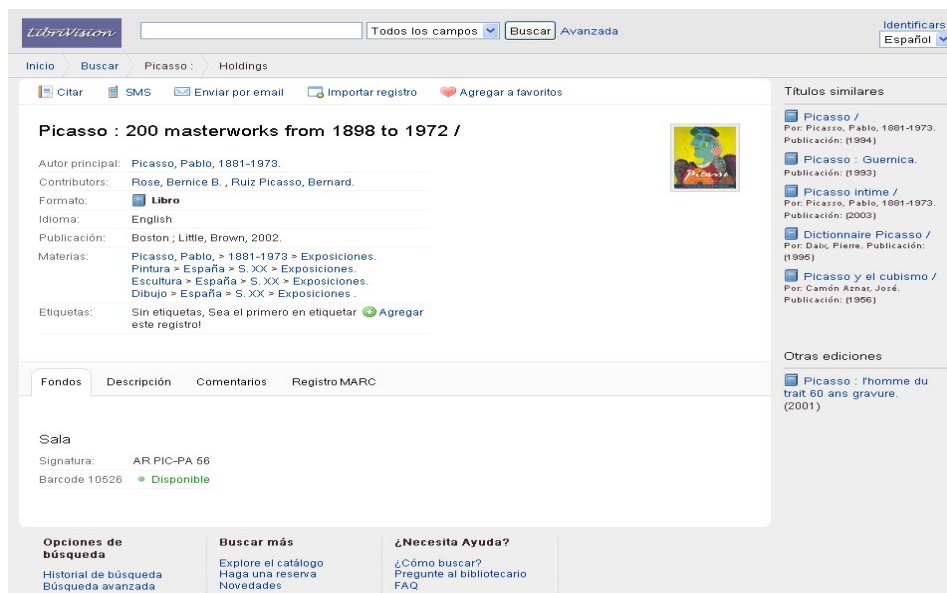 LibriVision
Todos los campos Buscar Avanzada
Identificars
Español
Inicio Buscar Picasso : Holdings
Citar SMS Enviar por email Importar registro Agregar a favoritos
Picasso : 200 masterworks from 1898 to 1972 /
Picasso
Autor principal: Picasso, Pablo, 1881-1973.
Contributors: Rose, Bernice B. , Ruiz Picasso, Bernard.
Formato: Libro
Idioma: English
Publicación: Boston ; Little, Brown, 2002.
Materias: Picasso, Pablo, > 1881-1973 > Exposiciones.
Pintura > España > S. XX > Exposiciones.
Escultura > España > S. XX > Exposiciones.
Dibujo > España > S. XX > Exposiciones .
Etiquetas: Sin etiquetas, Sea el primero en etiquetar Agregar
este registro!
Fondos Descripción Comentarios Registro MARC
Sala
Signatura: AR PIC-PA 56
Barcode 10526 Disponible
Títulos similares
Picasso /
Por: Picasso, Pablo, 1881-1973.
Publicación: (1994)
Picasso : Guernica.
Publicación: (1993)
Picasso intime /
Por: Picasso, Pablo, 1881-1973.
Publicación: (2003)
Dictionnaire Picasso /
Por: Daix, Pierre. Publicación:
(1995)
Picasso y el cubismo /
Por: Camón Aznar, José.
Publicación: (1956)
Otras ediciones
Picasso : l'homme du
trait 60 ans gravure.
(2001)
Opciones de
búsqueda
Historial de búsqueda
Búsqueda avanzada
Buscar más
Explore el catálogo
Haga una reserva
Novedades
¿Necesita Ayuda?
¿Cómo buscar?
Pregunte al bibliotecario
FAQ